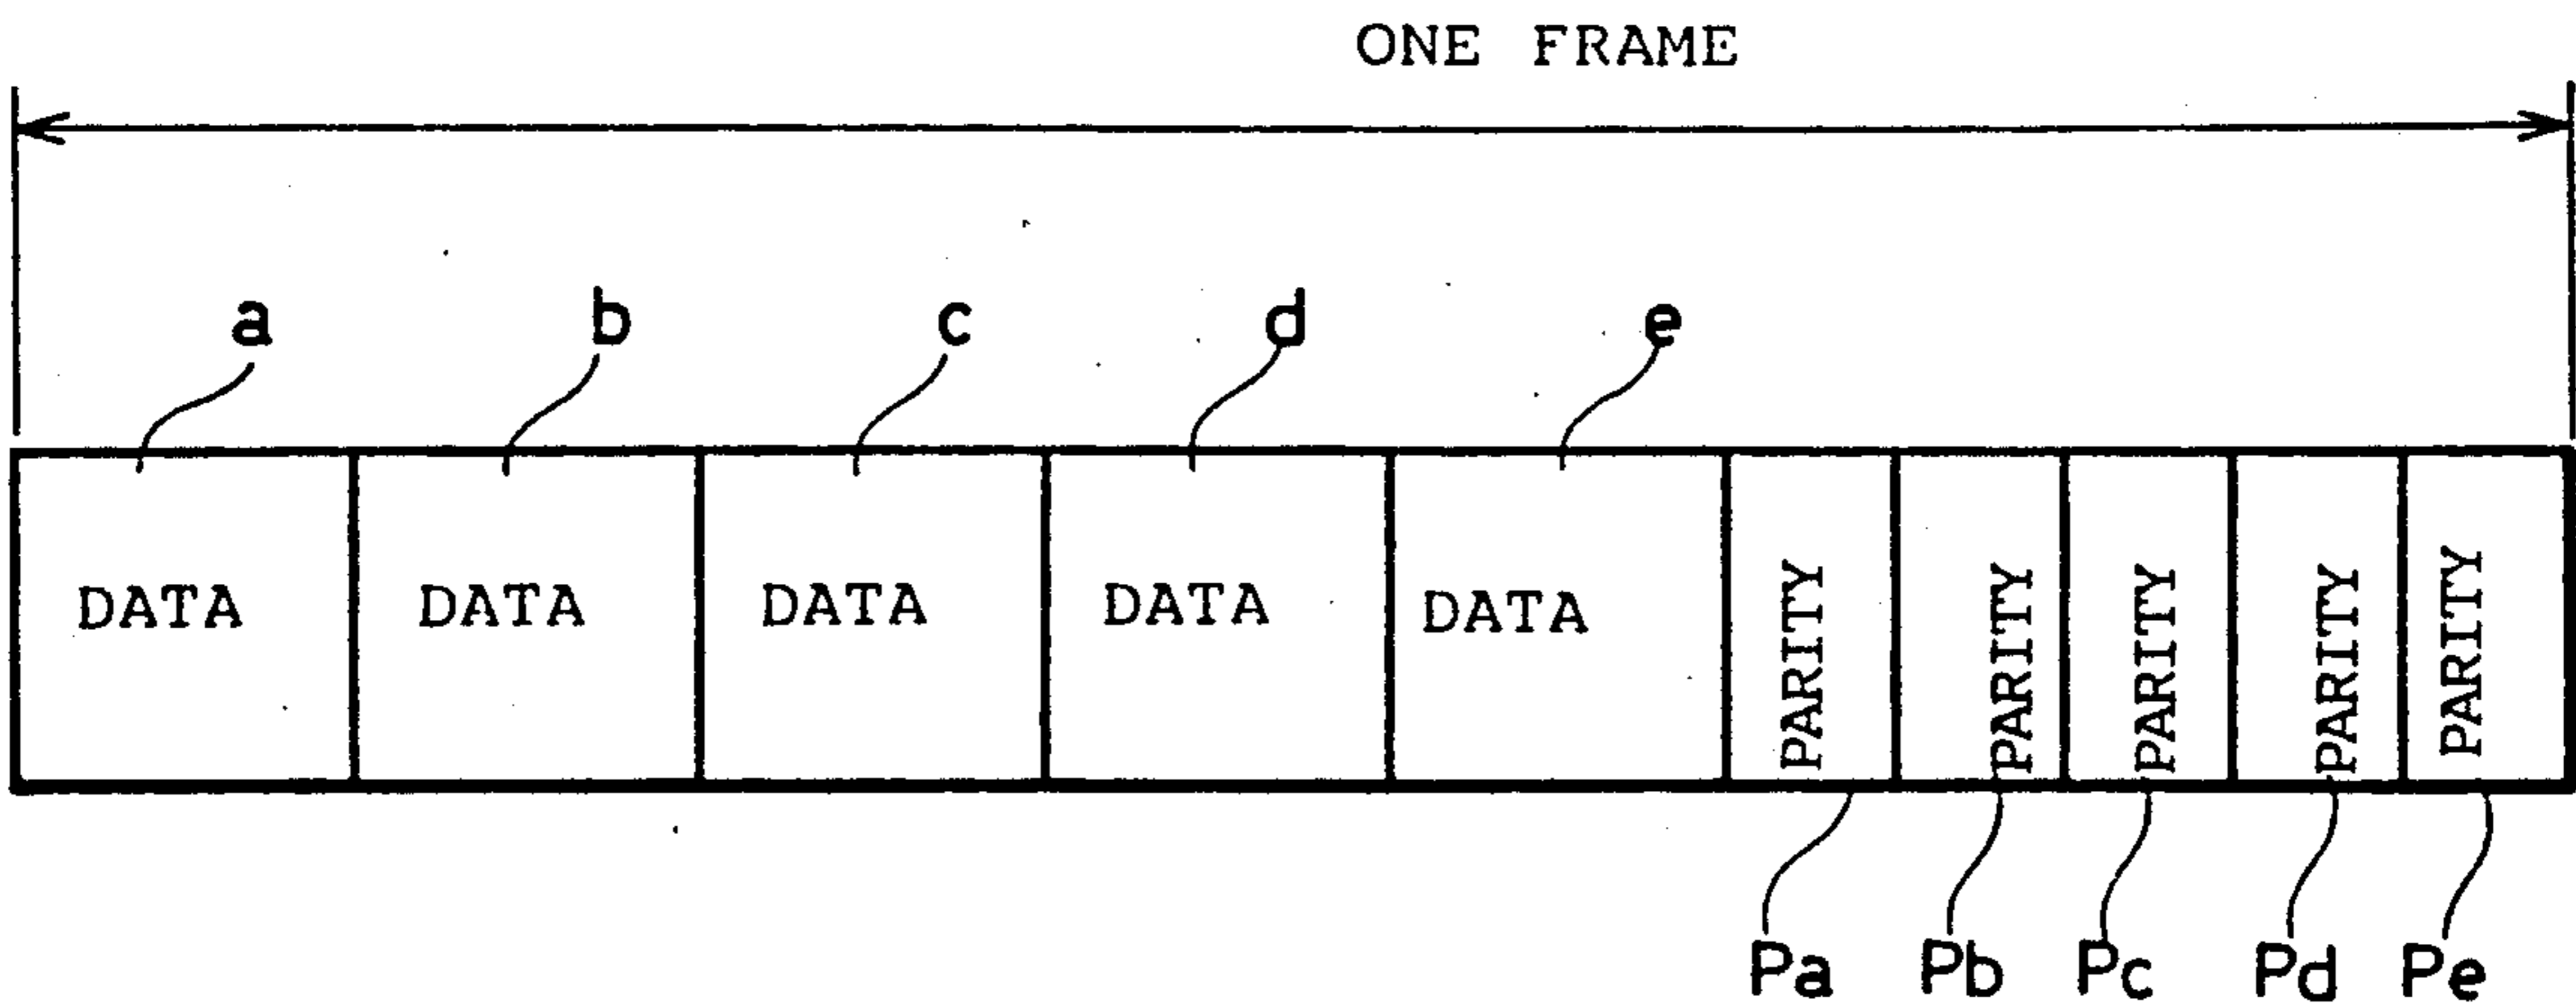 ONE FRAME
a b c d e
DATA DATA DATA DATA DATA PARITY PARITY PARITY PARITY PARITY
Pa Pb Pc Pd Pe